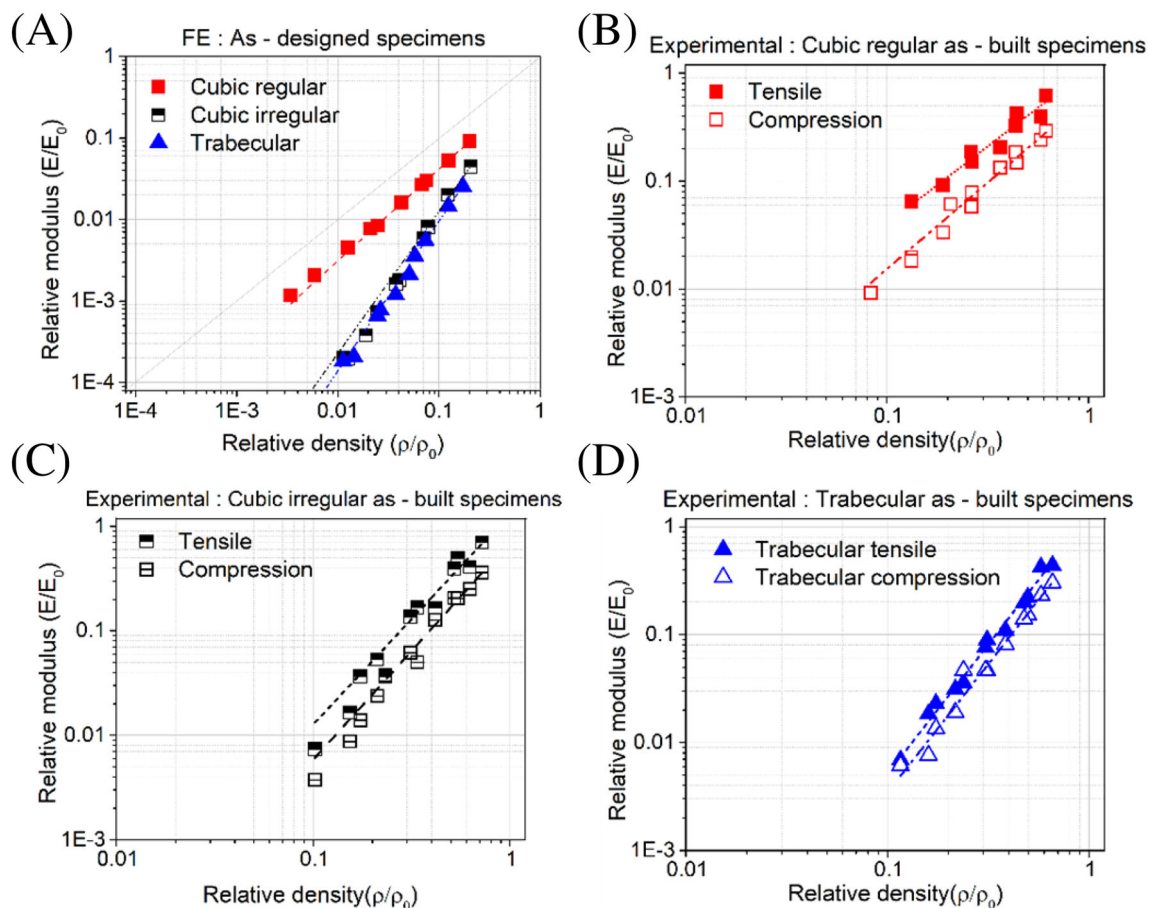 (A)
FE : As - designed specimens
Cubic regular
Cubic irregular
Trabecular
Relative modulus (E/E₀)
1
0.1
0.01
1E-3
1E-4
1E-4
1E-3
0.01
0.1
1
Relative density (ρ/ρ₀)
(B)
Experimental : Cubic regular as - built specimens
Tensile
Compression
Relative modulus (E/E₀)
1
0.1
0.01
1E-3
0.01
0.1
1
Relative density(ρ/ρ₀)
(C)
Experimental : Cubic irregular as - built specimens
Tensile
Compression
Relative modulus (E/E₀)
1
0.1
0.01
1E-3
0.01
0.1
1
Relative density(ρ/ρ₀)
(D)
Experimental : Trabecular as - built specimens
Trabecular tensile
Trabecular compression
Relative modulus (E/E₀)
1
0.1
0.01
1E-3
0.01
0.1
1
Relative density(ρ/ρ₀)